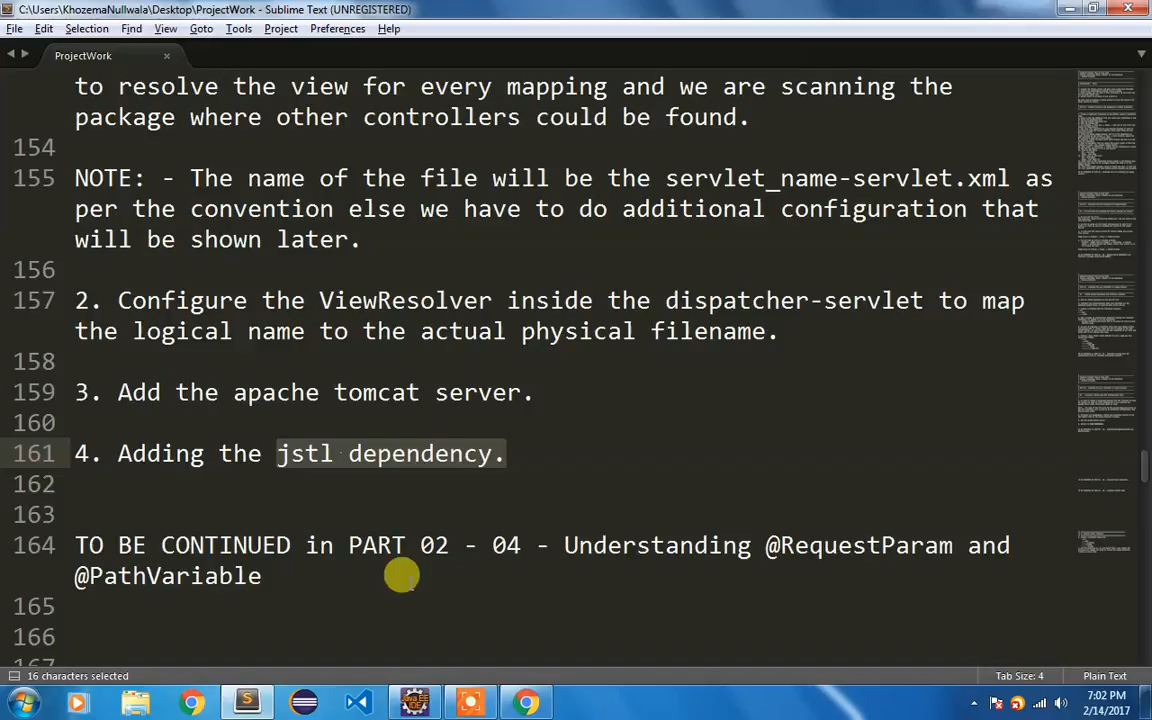 C:\Users\KhozemaNullwala\Desktop\ProjectWork - Sublime Text (UNREGISTERED)
File Edit Selection Find View Goto Tools Project Preferences Help
ProjectWork
to resolve the view for every mapping and we are scanning the
package where other controllers could be found.
154
155 NOTE: - The name of the file will be the servlet_name-servlet.xml as
per the convention else we have to do additional configuration that
will be shown later.
156
157 2. Configure the ViewResolver inside the dispatcher-servlet to map
the logical name to the actual physical filename.
158
159 3. Add the apache tomcat server.
160
161 4. Adding the jstl dependency.
162
163
164 TO BE CONTINUED in PART 02 - 04 - Understanding @RequestParam and
@PathVariable
165
166
167
16 characters selected Tab Size: 4 Plain Text
7:02 PM
2/14/2017